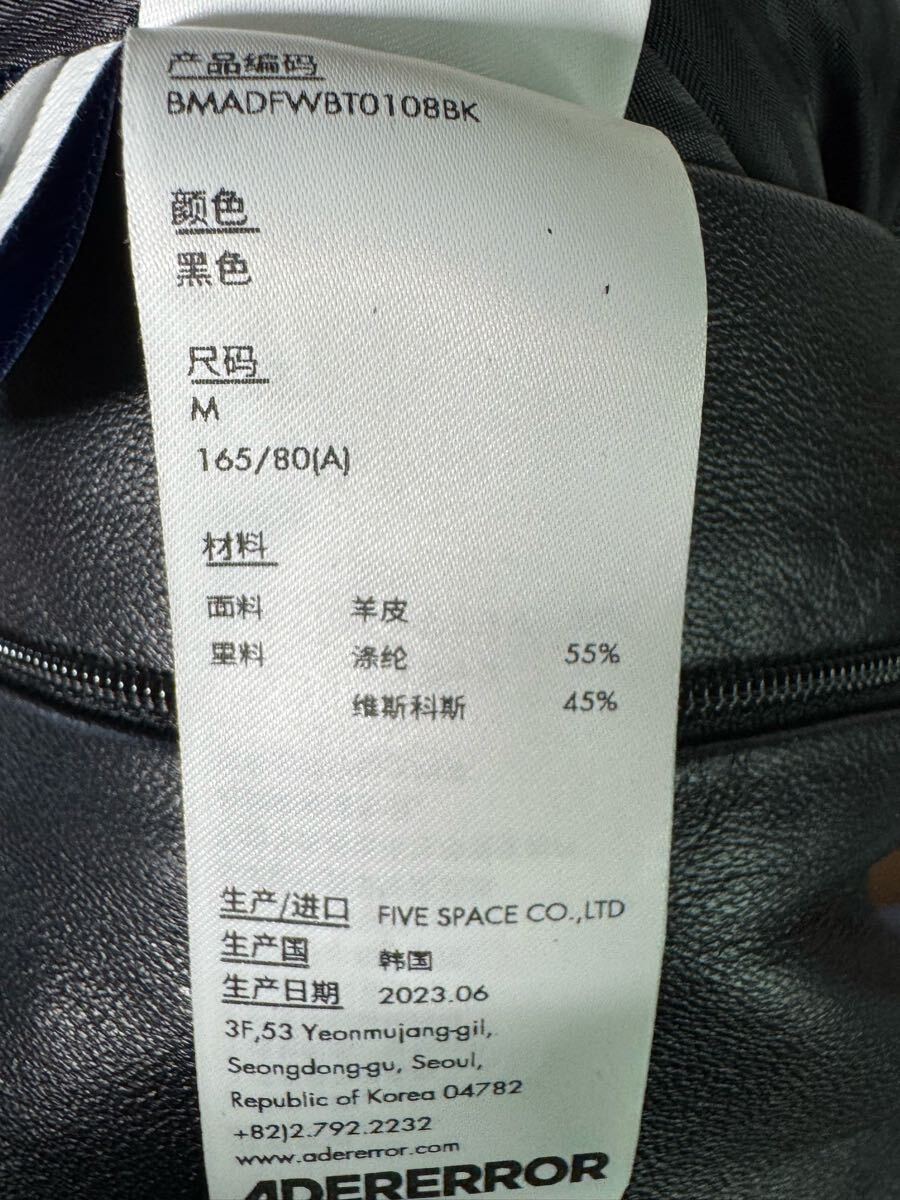 产品编码
BMADFWBT0108BK
颜色
黑色
尺码
M
165/80(A)
材料
面料 羊皮
里料 涤纶 55%
维斯科斯 45%
生产/进口 FIVE SPACE CO.,LTD
生产国 韩国
生产日期 2023.06
3F,53 Yeonmujang-gil,
Seongdong-gu, Seoul,
Republic of Korea 04782
+82)2.792.2232
www.adererror.com
ADERERROR